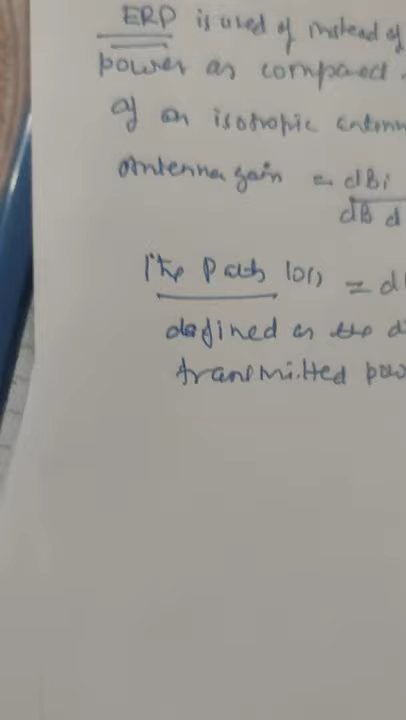 ERP is used of instead of
power as compared
of an isotropic antenn
antenna gain = dBi
dB d
The Path loss = d
defined as the di
transmitted pow